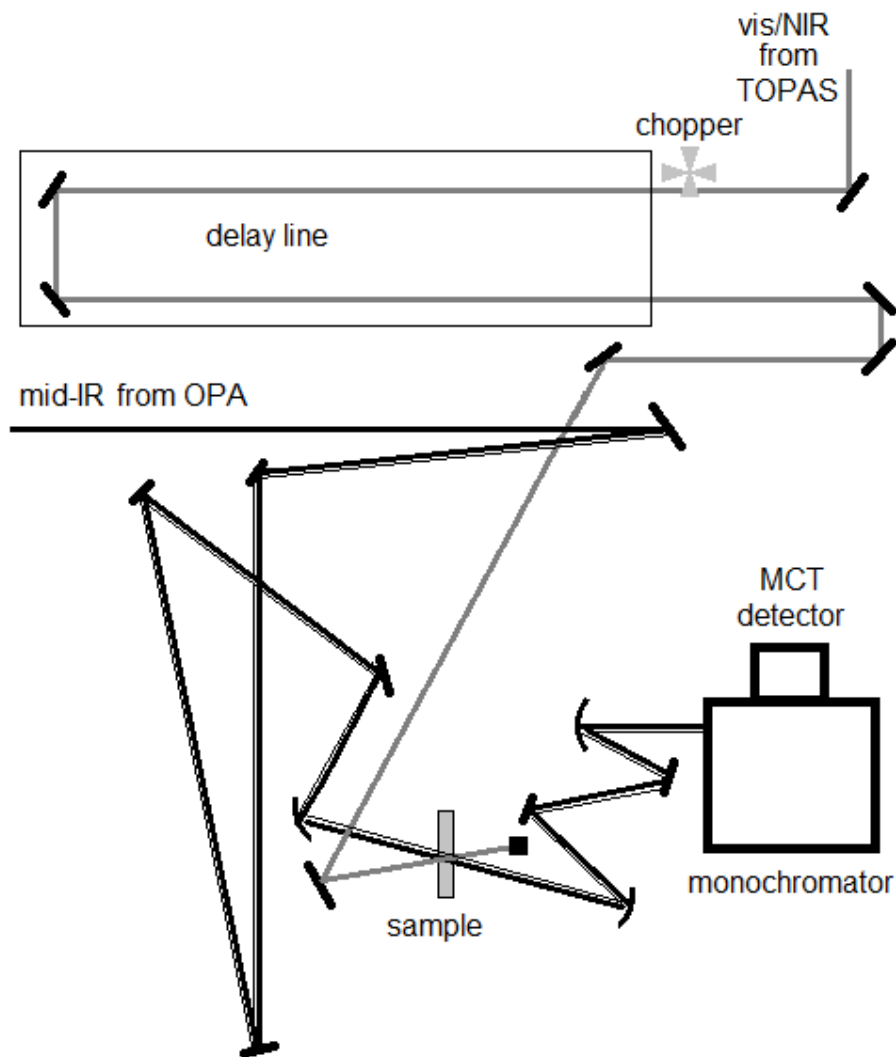 vis/NIR
from
TOPAS
chopper
delay line
mid-IR from OPA
MCT
detector
monochromator
sample